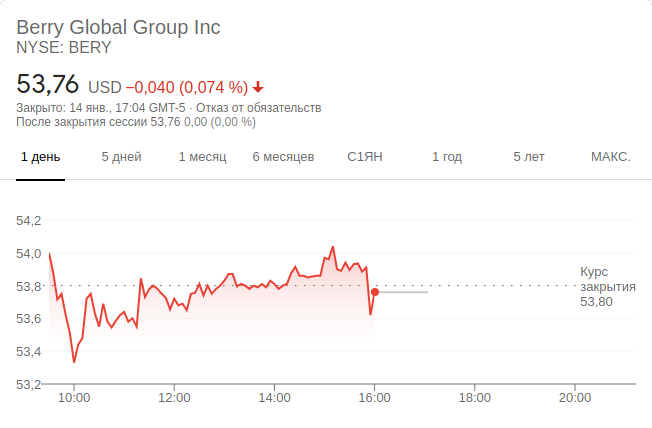 Berry Global Group Inc
NYSE: BERY
53,76 USD −0,040 (0,074 %)
Закрыто: 14 янв., 17:04 GMT-5 · Отказ от обязательств
После закрытия сессии 53,76 0,00 (0,00 %)
1 день 5 дней 1 месяц 6 месяцев С1ЯН 1 год 5 лет МАКС.
54,2
54,0
53,8
53,6
53,4
53,2
Курс
закрытия
53,80
10:00 12:00 14:00 16:00 18:00 20:00